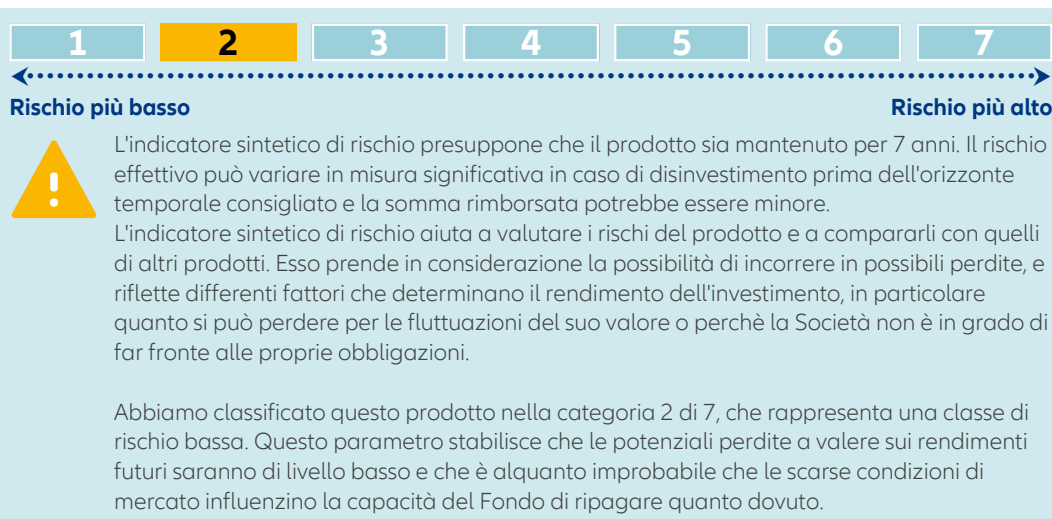 1 2 3 4 5 6 7
Rischio più basso Rischio più alto
L'indicatore sintetico di rischio presuppone che il prodotto sia mantenuto per 7 anni. Il rischio
effettivo può variare in misura significativa in caso di disinvestimento prima dell'orizzonte
temporale consigliato e la somma rimborsata potrebbe essere minore.
L'indicatore sintetico di rischio aiuta a valutare i rischi del prodotto e a compararli con quelli
di altri prodotti. Esso prende in considerazione la possibilità di incorrere in possibili perdite, e
riflette differenti fattori che determinano il rendimento dell'investimento, in particolare
quanto si può perdere per le fluttuazioni del suo valore o perchè la Società non è in grado di
far fronte alle proprie obbligazioni.
Abbiamo classificato questo prodotto nella categoria 2 di 7, che rappresenta una classe di
rischio bassa. Questo parametro stabilisce che le potenziali perdite a valere sui rendimenti
futuri saranno di livello basso e che è alquanto improbabile che le scarse condizioni di
mercato influenzino la capacità del Fondo di ripagare quanto dovuto.